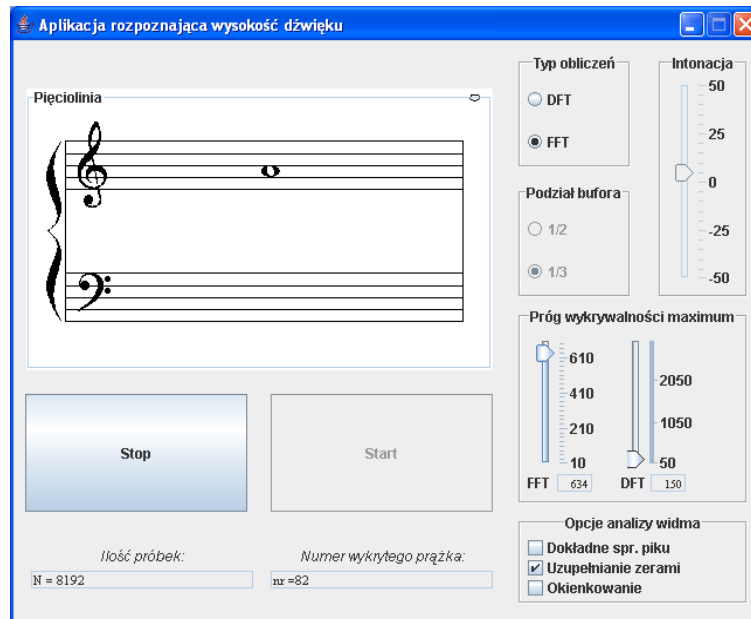 Aplikacja rozpoznająca wysokość dźwięku
Pięciolinia
Typ obliczeń
DFT
FFT
Podział bufora
1/2
1/3
Intonacja
50
25
0
-25
-50
Próg wykrywalności maximum
610
410
210
10
2050
1050
50
FFT 634 DFT 150
Stop
Start
Ilość próbek:
N = 8192
Numer wykrytego prążka:
nr =82
Opcje analizy widma
Dokładne spr. piku
Uzupełnianie zerami
Okienkowanie